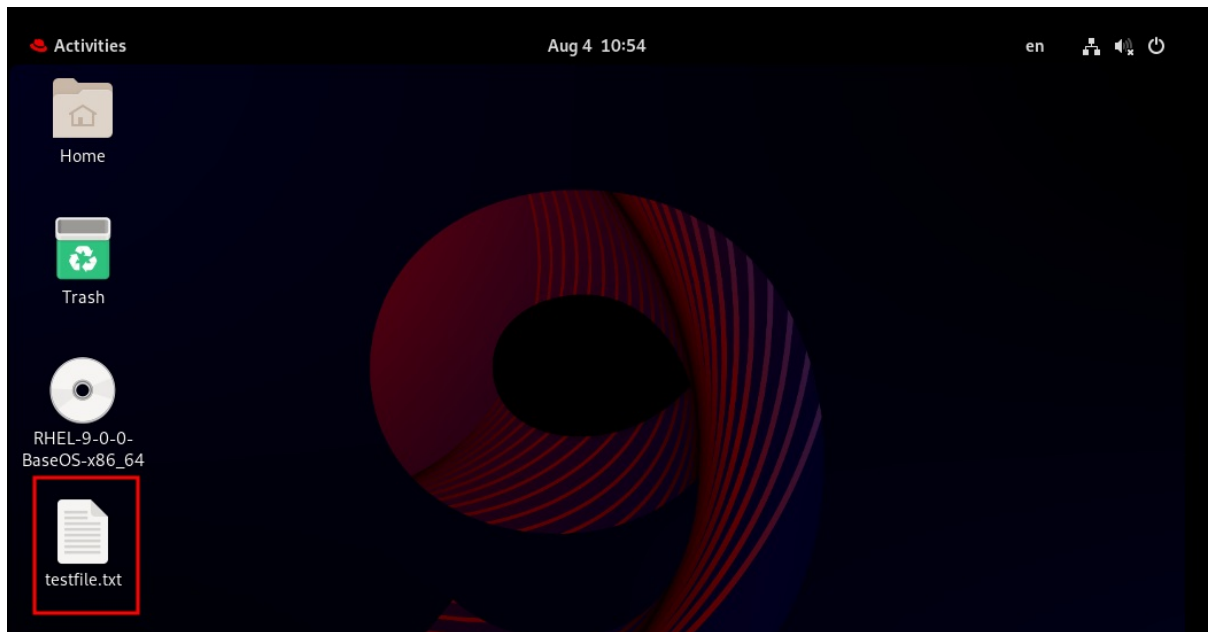 Activities
Aug 4 10:54
en
Home
Trash
RHEL-9-0-0-
BaseOS-x86_64
testfile.txt